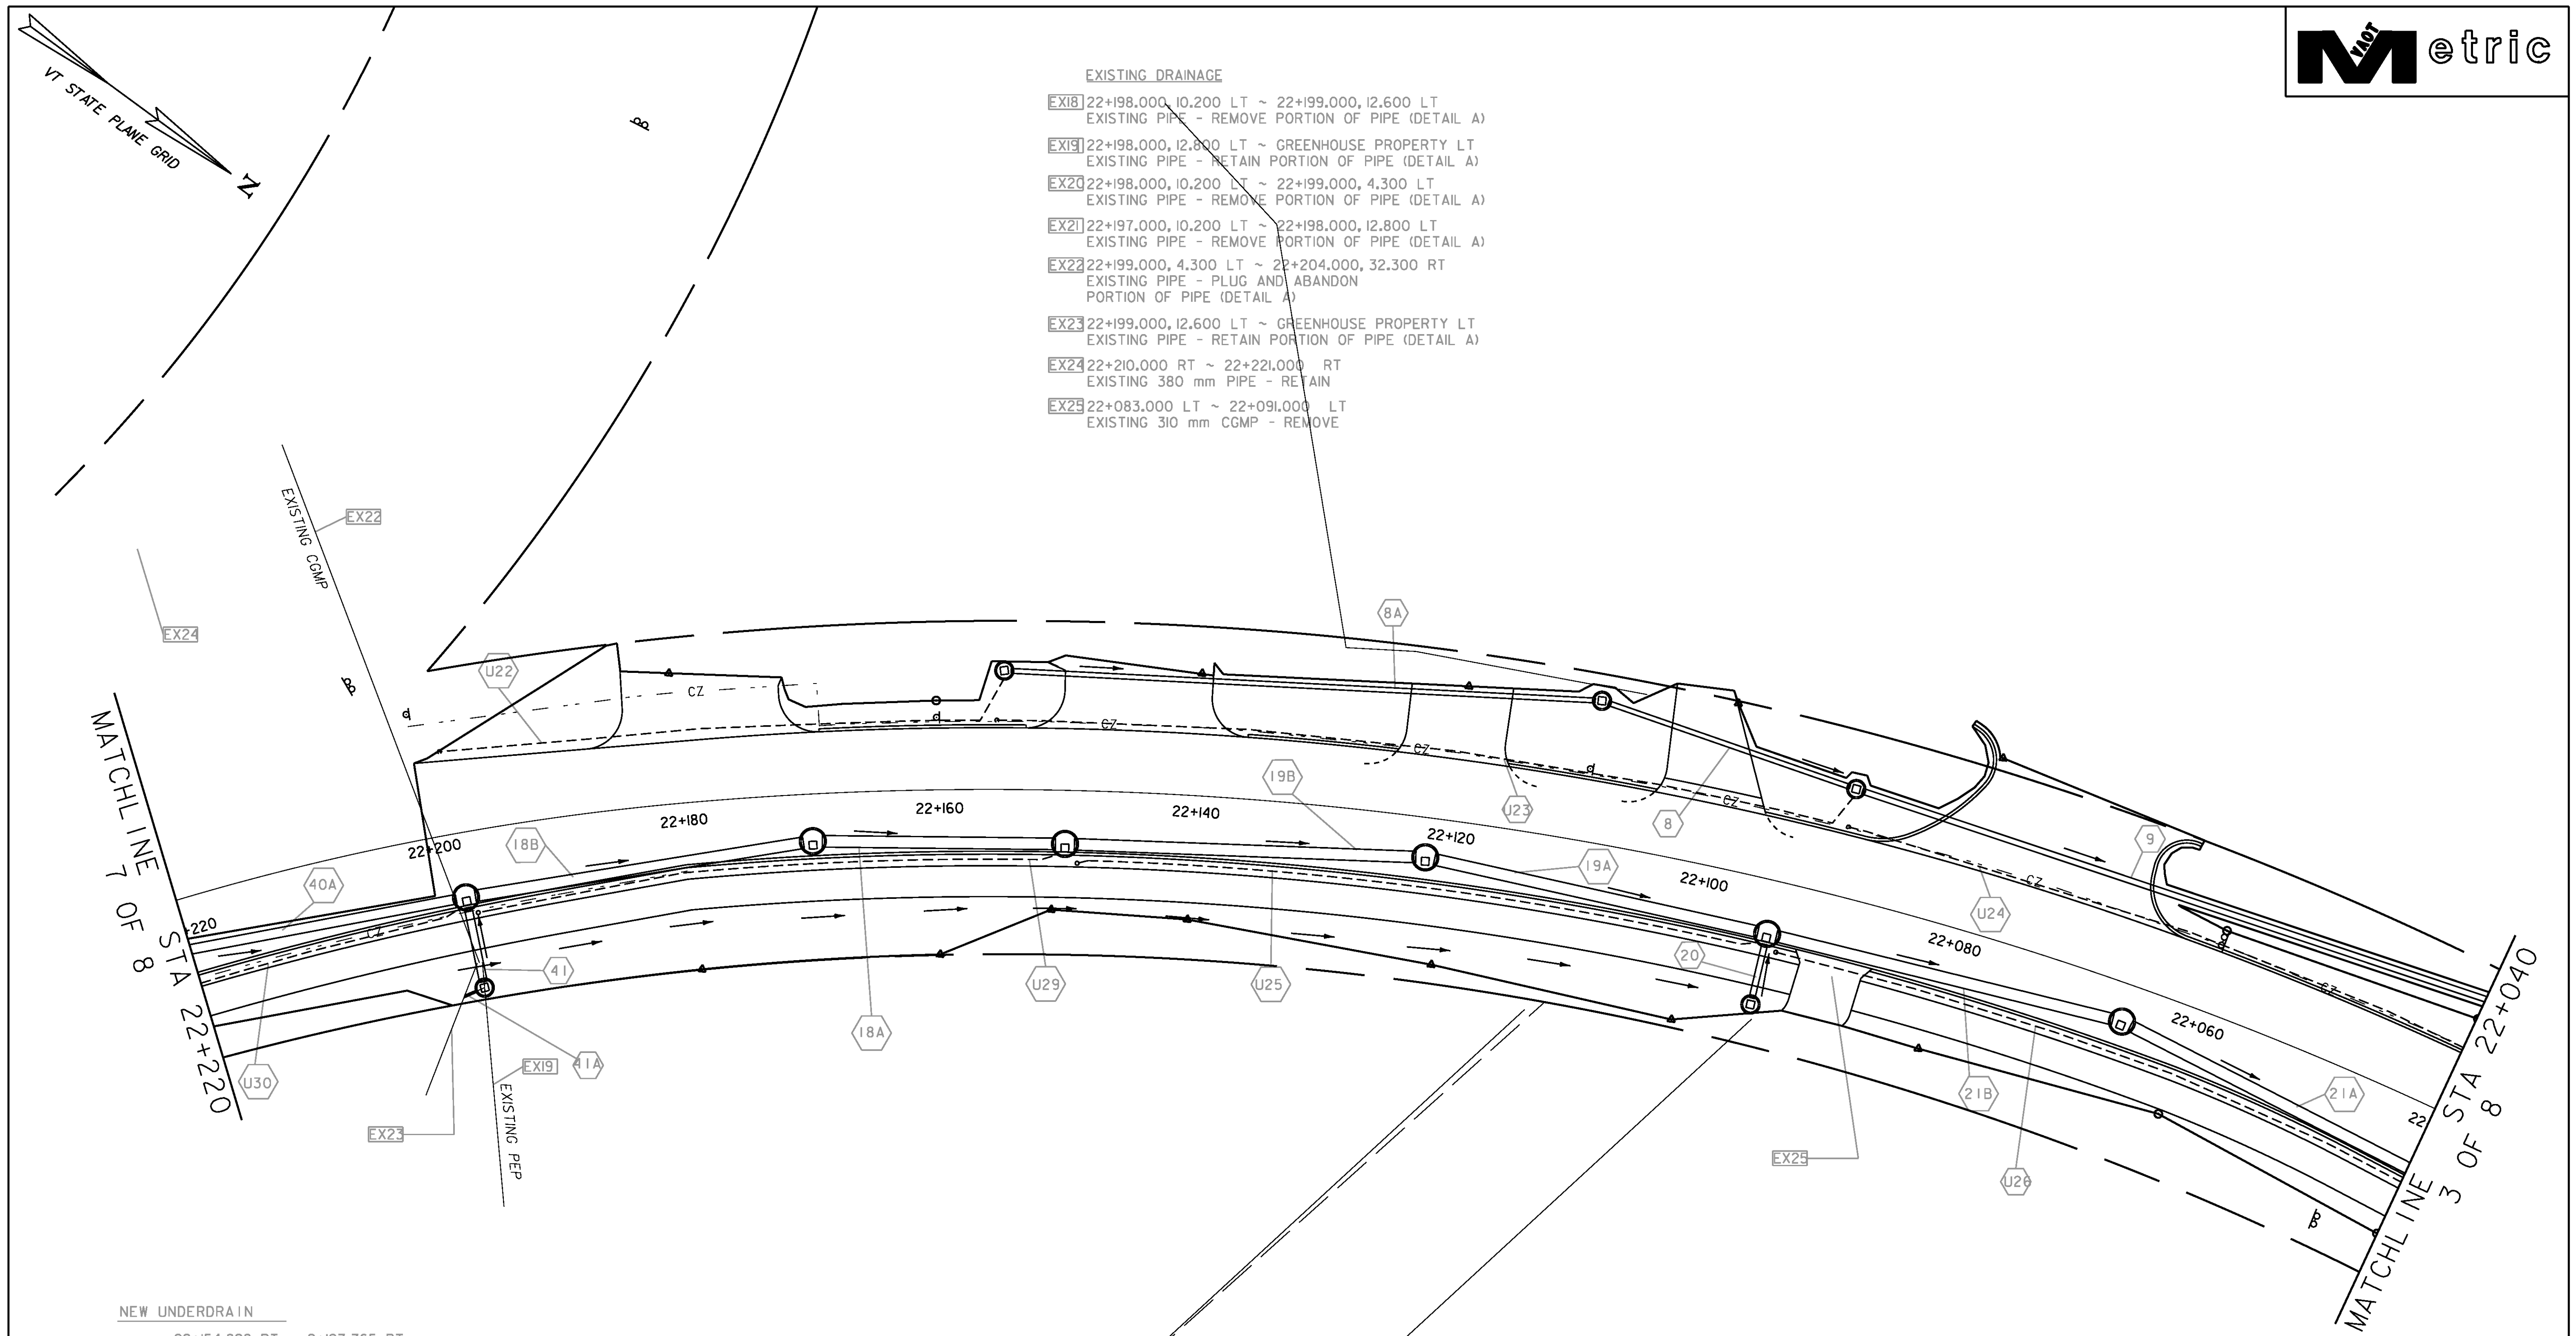 VAOT Metric
VT STATE PLANE GRID
N
EXISTING DRAINAGE
EX18 22+198.000, 10.200 LT ~ 22+199.000, 12.600 LT
EXISTING PIPE - REMOVE PORTION OF PIPE (DETAIL A)
EX19 22+198.000, 12.800 LT ~ GREENHOUSE PROPERTY LT
EXISTING PIPE - RETAIN PORTION OF PIPE (DETAIL A)
EX20 22+198.000, 10.200 LT ~ 22+199.000, 4.300 LT
EXISTING PIPE - REMOVE PORTION OF PIPE (DETAIL A)
EX21 22+197.000, 10.200 LT ~ 22+198.000, 12.800 LT
EXISTING PIPE - REMOVE PORTION OF PIPE (DETAIL A)
EX22 22+199.000, 4.300 LT ~ 22+204.000, 32.300 RT
EXISTING PIPE - PLUG AND ABANDON
PORTION OF PIPE (DETAIL A)
EX23 22+199.000, 12.600 LT ~ GREENHOUSE PROPERTY LT
EXISTING PIPE - RETAIN PORTION OF PIPE (DETAIL A)
EX24 22+210.000 RT ~ 22+221.000 RT
EXISTING 380 mm PIPE - RETAIN
EX25 22+083.000 LT ~ 22+091.000 LT
EXISTING 310 mm CGMP - REMOVE
EX22
EXISTING CGMP
EX24
8A
U22
CZ
CZ
CZ
CZ
CZ
CZ
CZ
19B
U23
8
9
22+200
22+180
22+160
22+140
22+120
22+100
22+080
22+060
22
+220
18B
40A
19A
U24
20
41
U29
U25
18A
U30
EX19
41A
EX23
EXISTING PEP
21B
21A
EX25
U26
MATCHLINE STA 22+220
7 OF 8
MATCHLINE STA 22+040
3 OF 8
NEW UNDERDRAIN